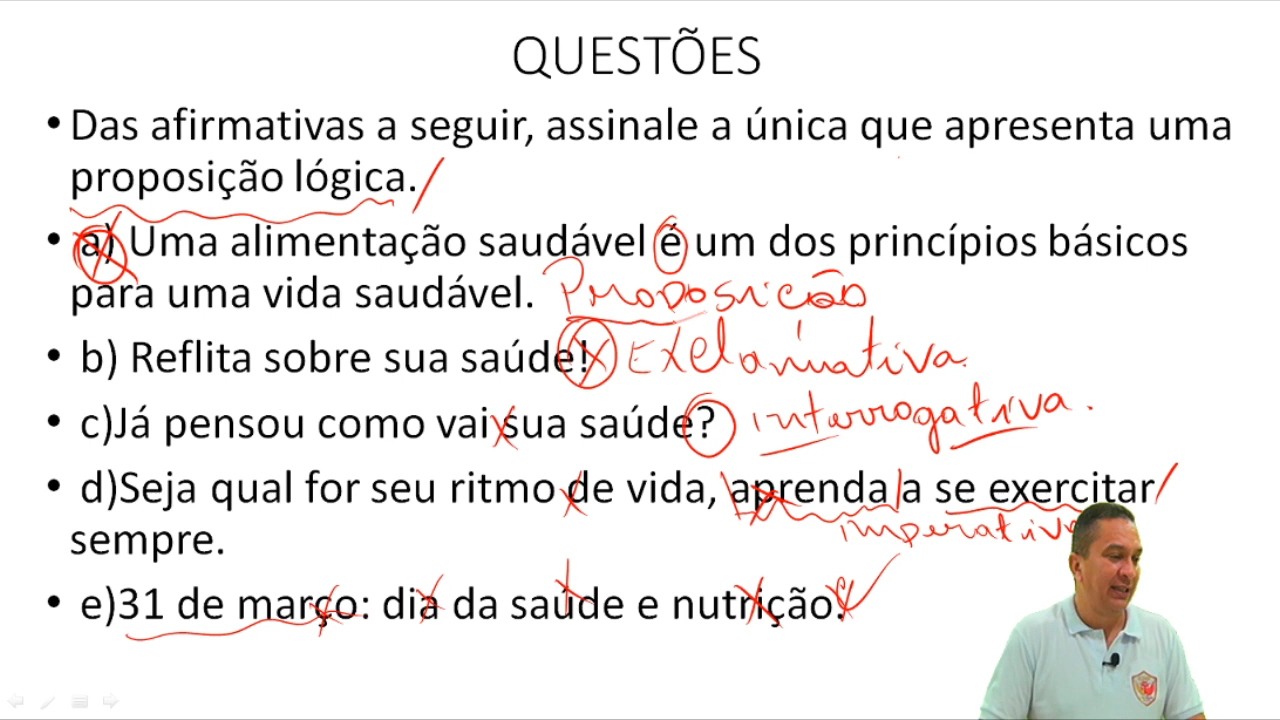 QUESTÕES
• Das afirmativas a seguir, assinale a única que apresenta uma
proposição lógica.
• a) Uma alimentação saudável é um dos princípios básicos
para uma vida saudável. Proposição
• b) Reflita sobre sua saúde! Exclamativa.
• c)Já pensou como vai sua saúde? interrogativa.
• d)Seja qual for seu ritmo de vida, aprenda a se exercitar
sempre. imperativa
• e)31 de março: dia da saúde e nutrição.